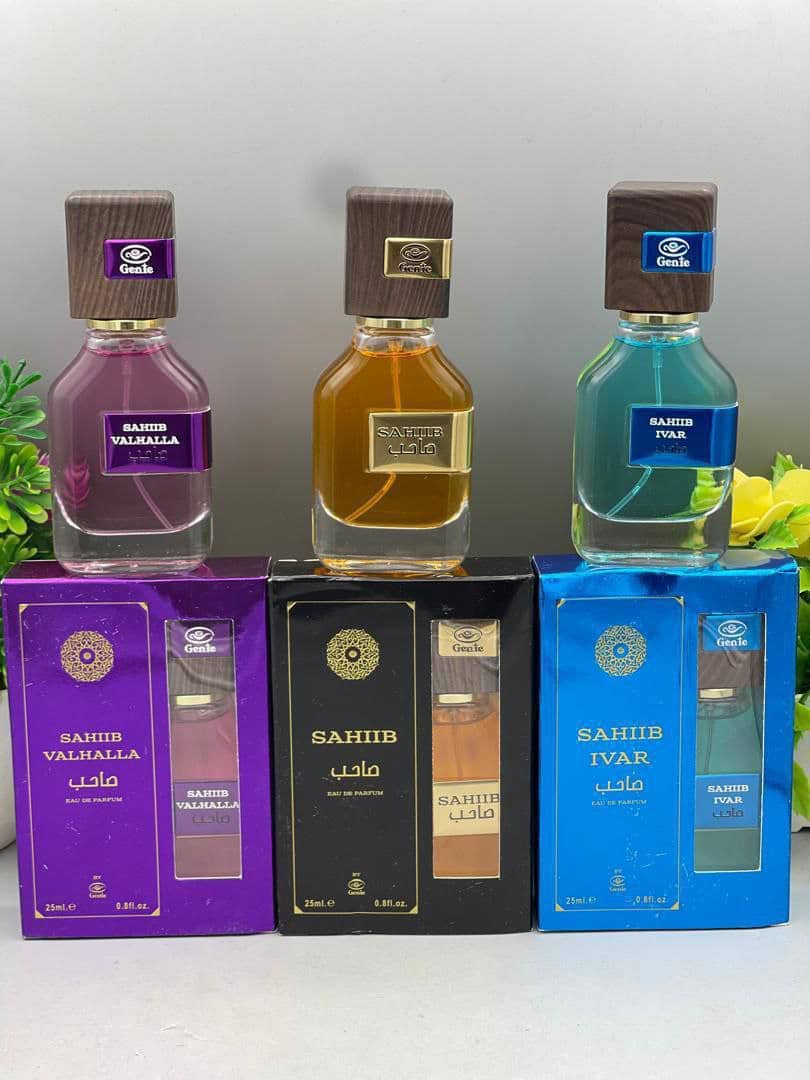 Genie
Genie
Genie
SAHIIB
VALHALLA
صاحب
SAHIIB
صاحب
SAHIIB
IVAR
صاحب
SAHIIB
VALHALLA
صاحب
EAU DE PARFUM
BY
Genie
25ml.e
0.8fl.oz.
Genie
SAHIIB
VALHALLA
صاحب
SAHIIB
صاحب
EAU DE PARFUM
BY
Genie
25ml.e
0.8fl.oz.
Genie
SAHIIB
صاحب
SAHIIB
IVAR
صاحب
EAU DE PARFUM
BY
Genie
25ml.e
0.8fl.oz.
Genie
SAHIIB
IVAR
صاحب